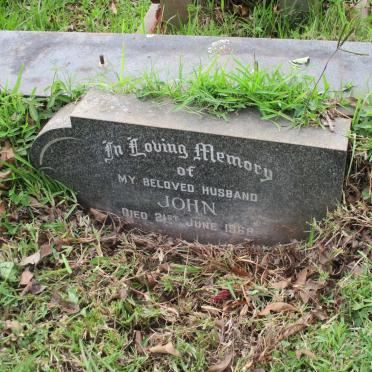 In Loving Memory
of
MY BELOVED HUSBAND
JOHN
DIED 21ST JUNE 1968